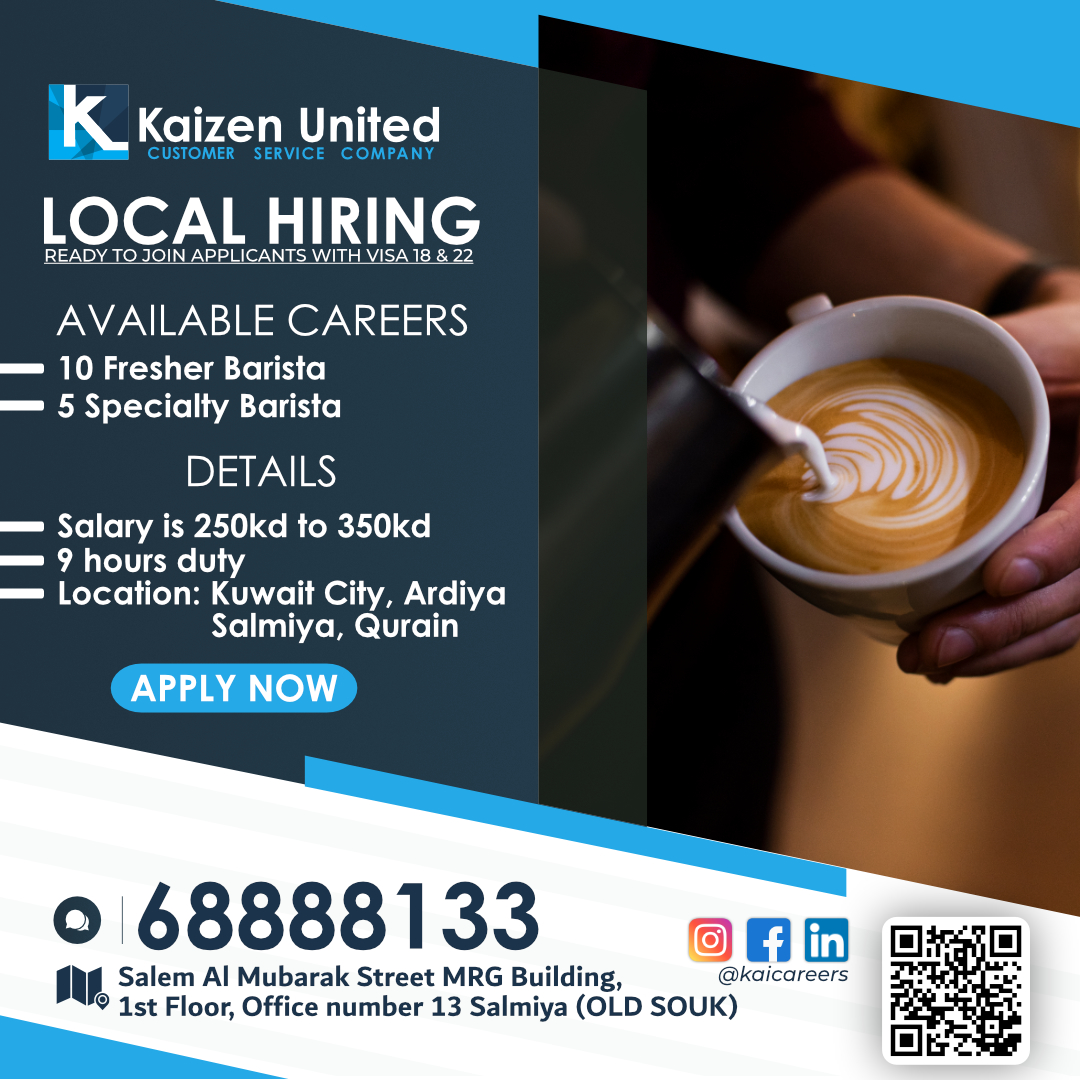 K Kaizen United
CUSTOMER SERVICE COMPANY
LOCAL HIRING
READY TO JOIN APPLICANTS WITH VISA 18 & 22
AVAILABLE CAREERS
10 Fresher Barista
5 Specialty Barista
DETAILS
Salary is 250kd to 350kd
9 hours duty
Location: Kuwait City, Ardiya
Salmiya, Qurain
APPLY NOW
68888133
Salem Al Mubarak Street MRG Building,
1st Floor, Office number 13 Salmiya (OLD SOUK)
in
@kaicareers